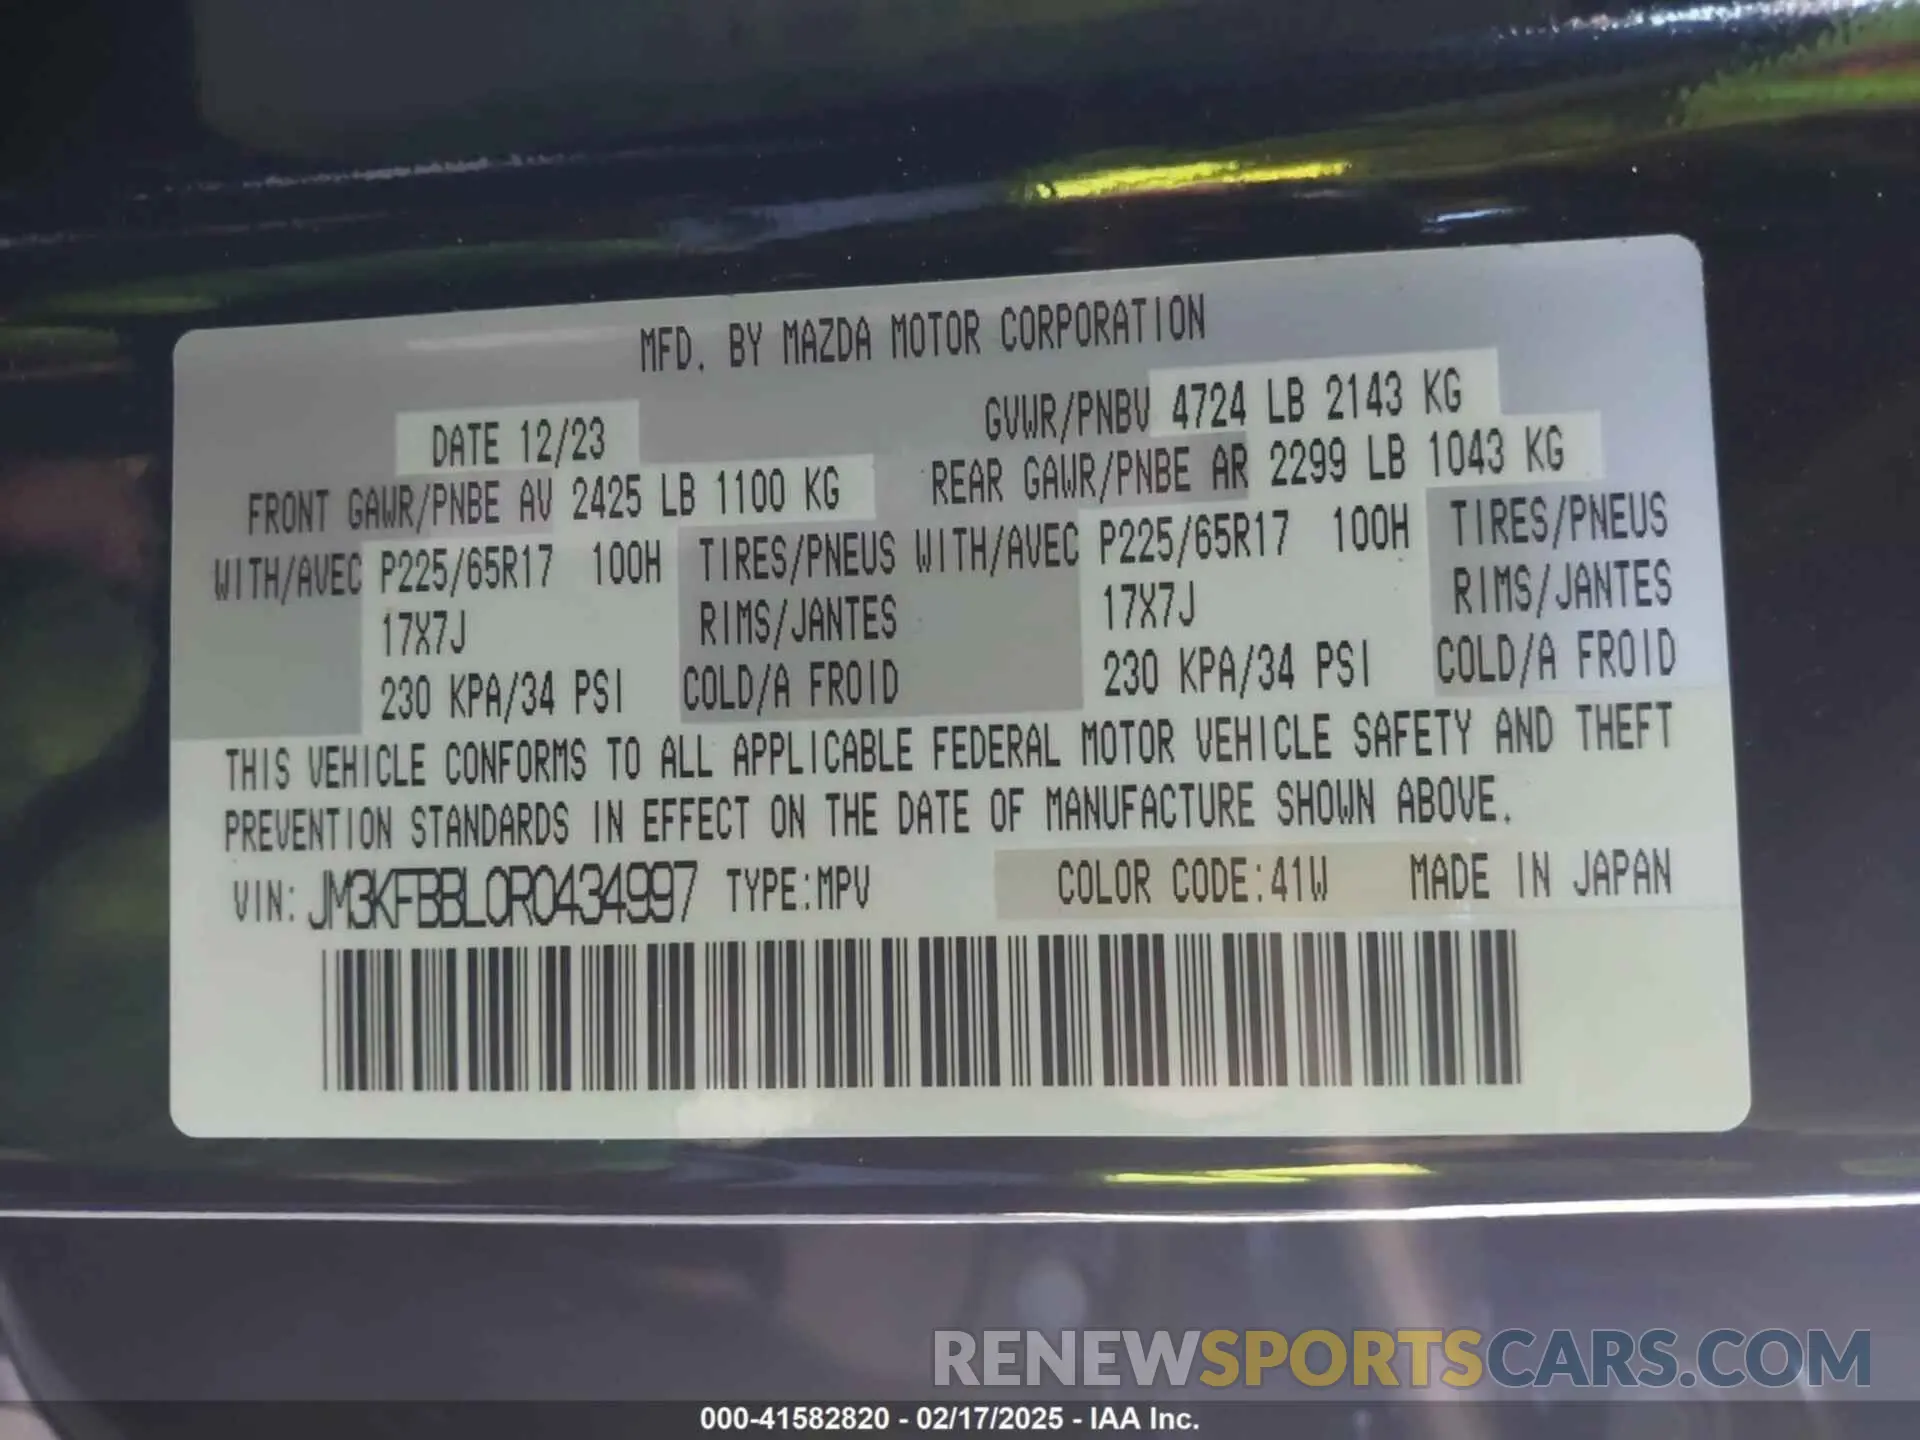 MFD. BY MAZDA MOTOR CORPORATION
DATE 12/23 GVWR/PNBV 4724 LB 2143 KG
FRONT GAWR/PNBE AV 2425 LB 1100 KG REAR GAWR/PNBE AR 2299 LB 1043 KG
WITH/AVEC P225/65R17 100H TIRES/PNEUS WITH/AVEC P225/65R17 100H TIRES/PNEUS
17X7J RIMS/JANTES 17X7J RIMS/JANTES
230 KPA/34 PSI COLD/A FROID 230 KPA/34 PSI COLD/A FROID
THIS VEHICLE CONFORMS TO ALL APPLICABLE FEDERAL MOTOR VEHICLE SAFETY AND THEFT
PREVENTION STANDARDS IN EFFECT ON THE DATE OF MANUFACTURE SHOWN ABOVE.
VIN: JM3KFBBL0R0434997 TYPE:MPV COLOR CODE:41W MADE IN JAPAN
RENEWSPORTSCARS.COM
000-41582820 - 02/17/2025 - IAA Inc.